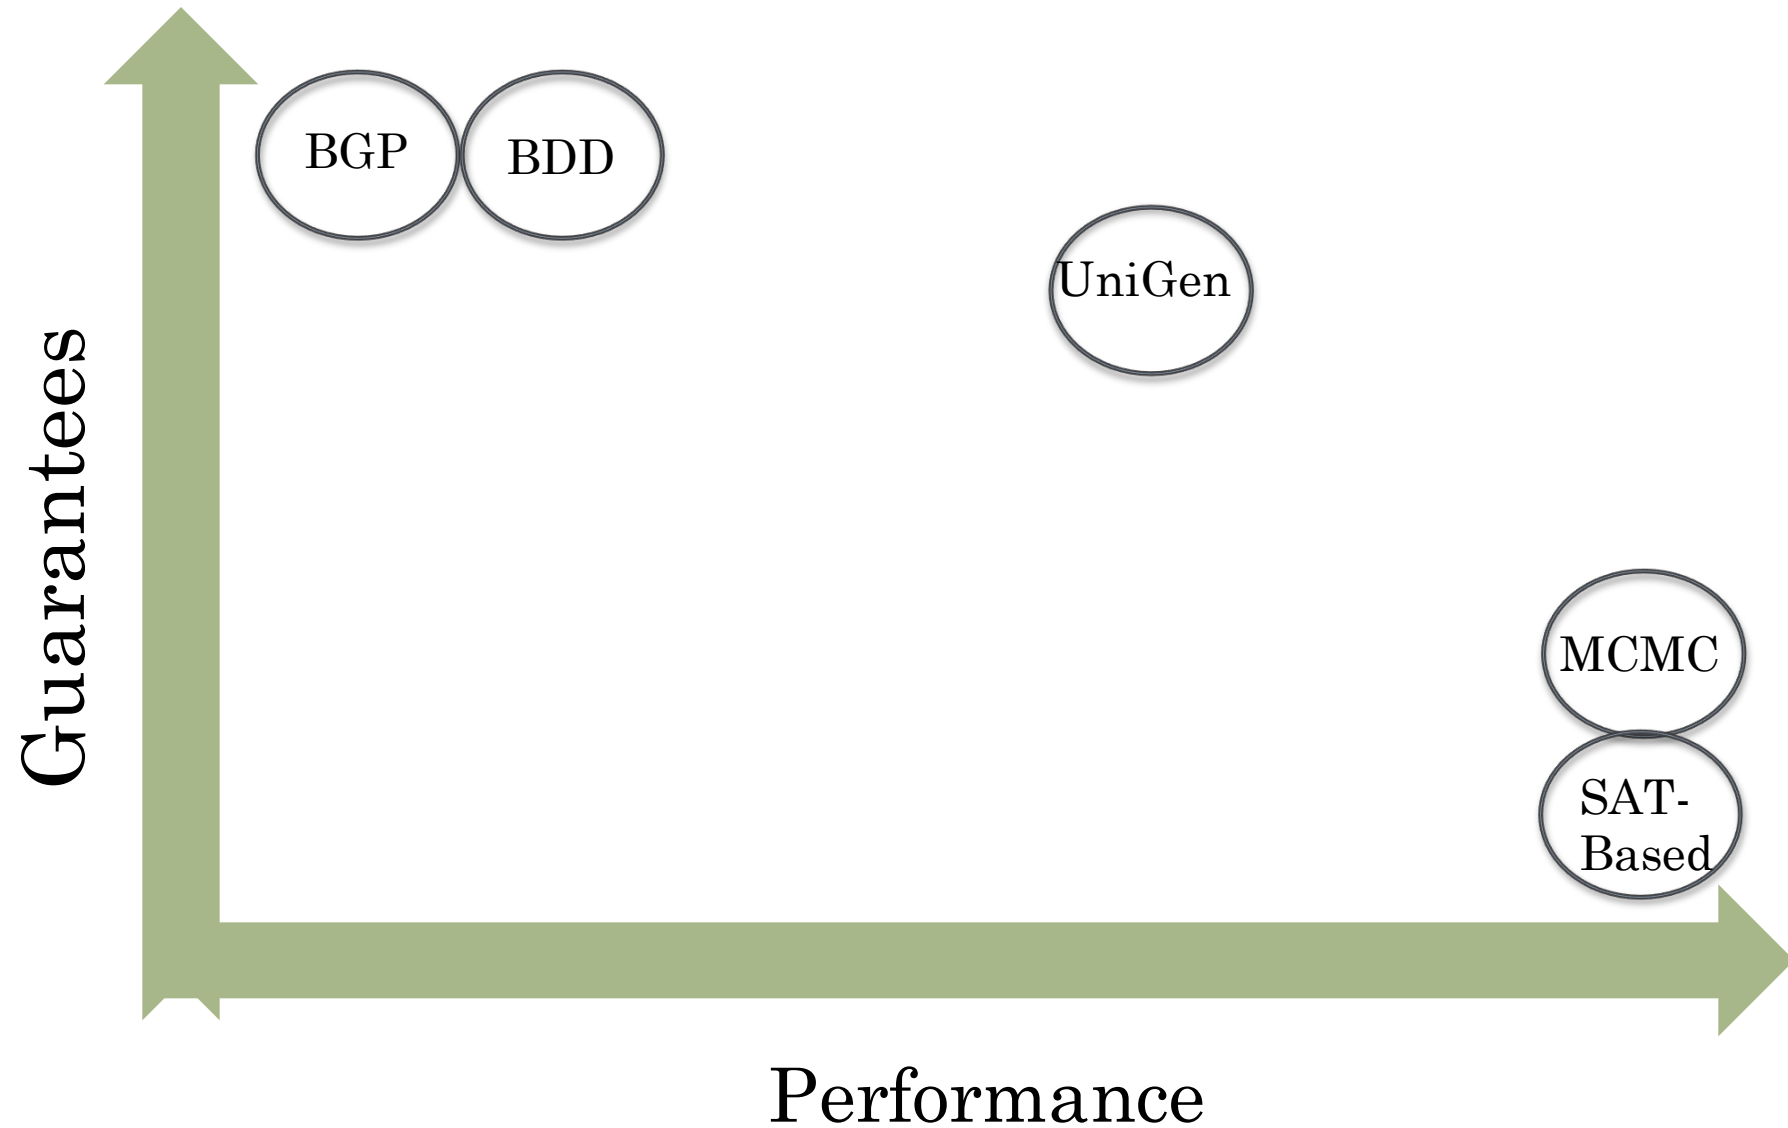 BGP
BDD
UniGen
Guarantees
MCMC
SAT-
Based
Performance